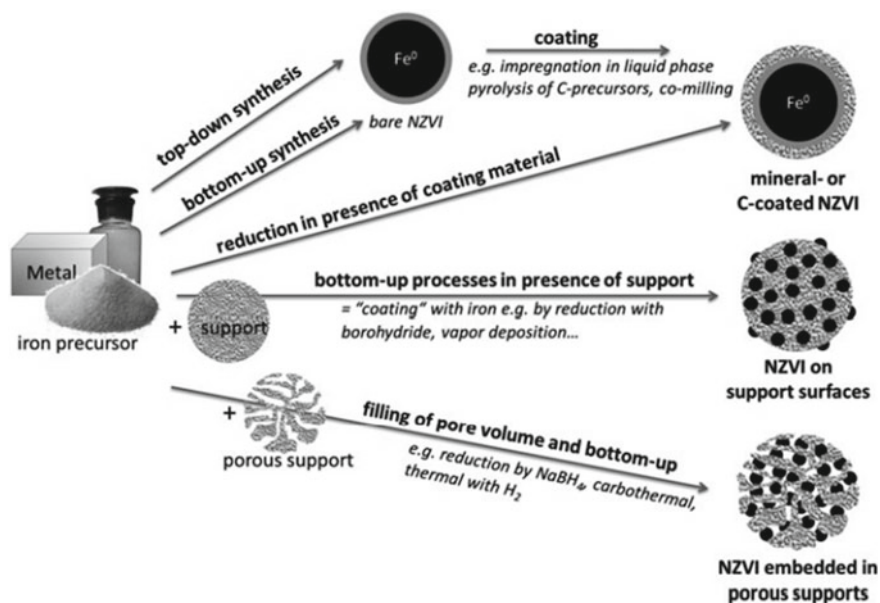 Fe⁰
bare NZVI
coating
e.g. impregnation in liquid phase
pyrolysis of C-precursors, co-milling
Fe⁰
mineral- or
C-coated NZVI
top-down synthesis
bottom-up synthesis
reduction in presence of coating material
Metal
iron precursor
+ support
bottom-up processes in presence of support
= "coating" with iron e.g. by reduction with
borohydride, vapor deposition...
NZVI on
support surfaces
+
porous support
filling of pore volume and bottom-up
e.g. reduction by NaBH₄, carbothermal,
thermal with H₂
NZVI embedded in
porous supports